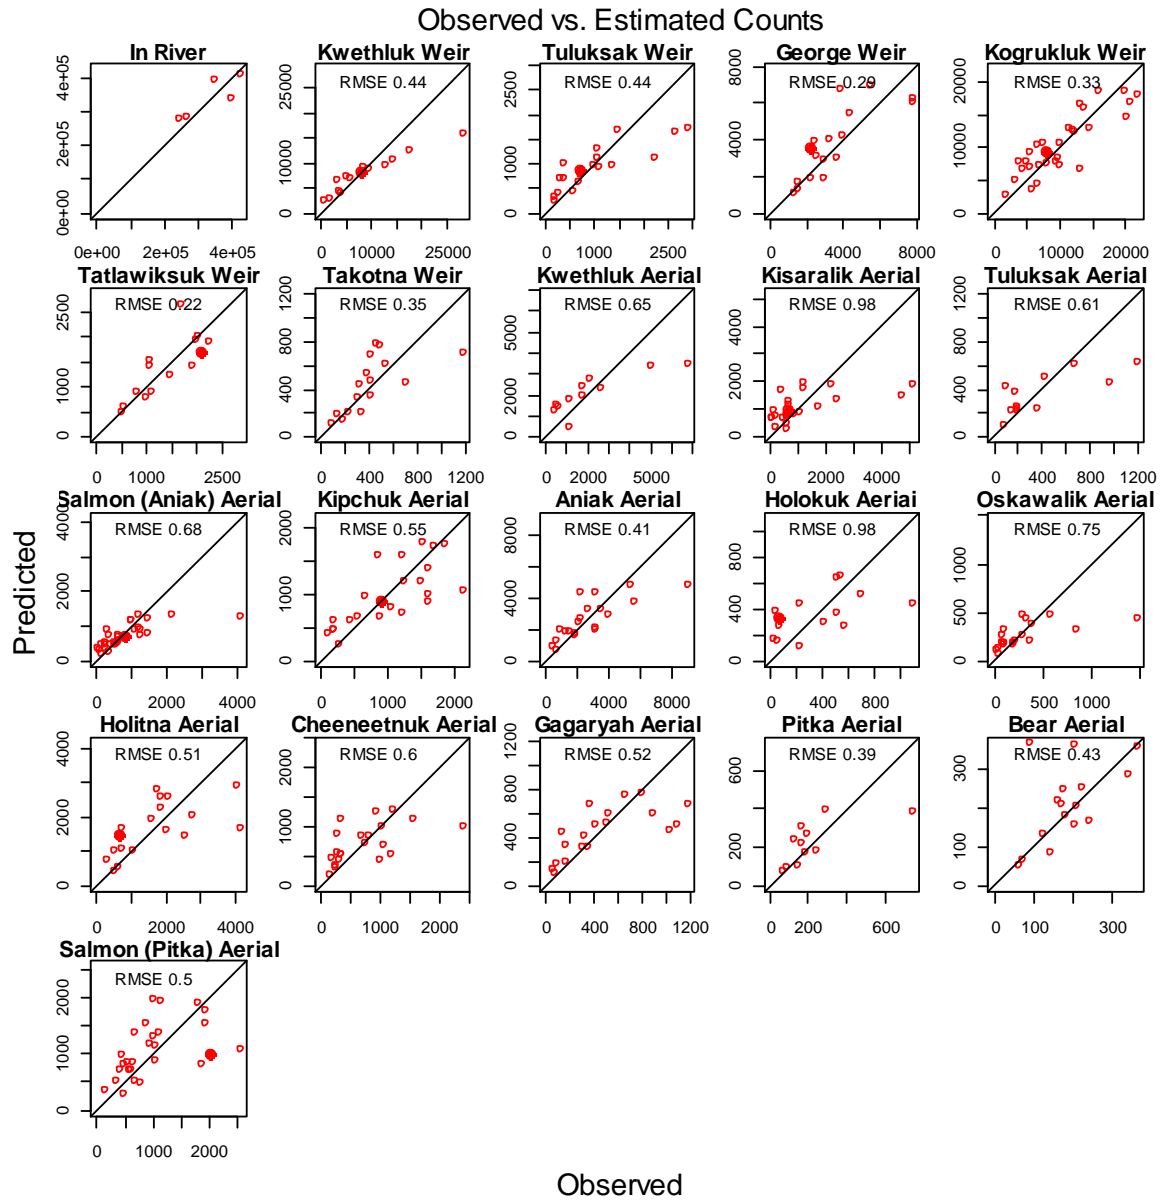 Observed vs. Estimated Counts
In River
Kwethluk Weir
Tuluksak Weir
George Weir
Kogrukluk Weir
RMSE 0.44
RMSE 0.44
RMSE 0.29
RMSE 0.33
0e+00 2e+05 4e+05
0 10000 25000
0 10000 25000
0 4000 8000
0 10000 20000
0e+00 2e+05 4e+05
0 10000 25000
0 1000 2000
0 4000 8000
0 10000 20000
Tatlawiksuk Weir
Takotna Weir
Kwethluk Aerial
Kisaralik Aerial
Tuluksak Aerial
RMSE 0.22
RMSE 0.35
RMSE 0.65
RMSE 0.98
RMSE 0.61
0 1000 2500
0 400 800 1200
0 2000 5000
0 2000 4000
0 400 800 1200
0 1000 2500
0 400 800 1200
0 2000 5000
0 2000 4000
0 400 800 1200
Salmon (Aniak) Aerial
Kipchuk Aerial
Aniak Aerial
Holokuk Aeriai
Oskawalik Aerial
RMSE 0.68
RMSE 0.55
RMSE 0.41
RMSE 0.98
RMSE 0.75
0 2000 4000
0 1000 2000
0 4000 8000
0 400 800
0 500 1000
0 2000 4000
0 500 1000 2000
0 2000 4000 6000 8000
0 400 800
0 500 1000
Predicted
Holitna Aerial
Cheeneetnuk Aerial
Gagaryah Aerial
Pitka Aerial
Bear Aerial
RMSE 0.51
RMSE 0.6
RMSE 0.52
RMSE 0.39
RMSE 0.43
0 2000 4000
0 1000 2000
0 400 800 1200
0 200 600
0 100 300
0 2000 4000
0 1000 2000
0 400 800 1200
0 200 600
0 100 300
Salmon (Pitka) Aerial
RMSE 0.5
0 1000 2000
0 1000 2000
Observed